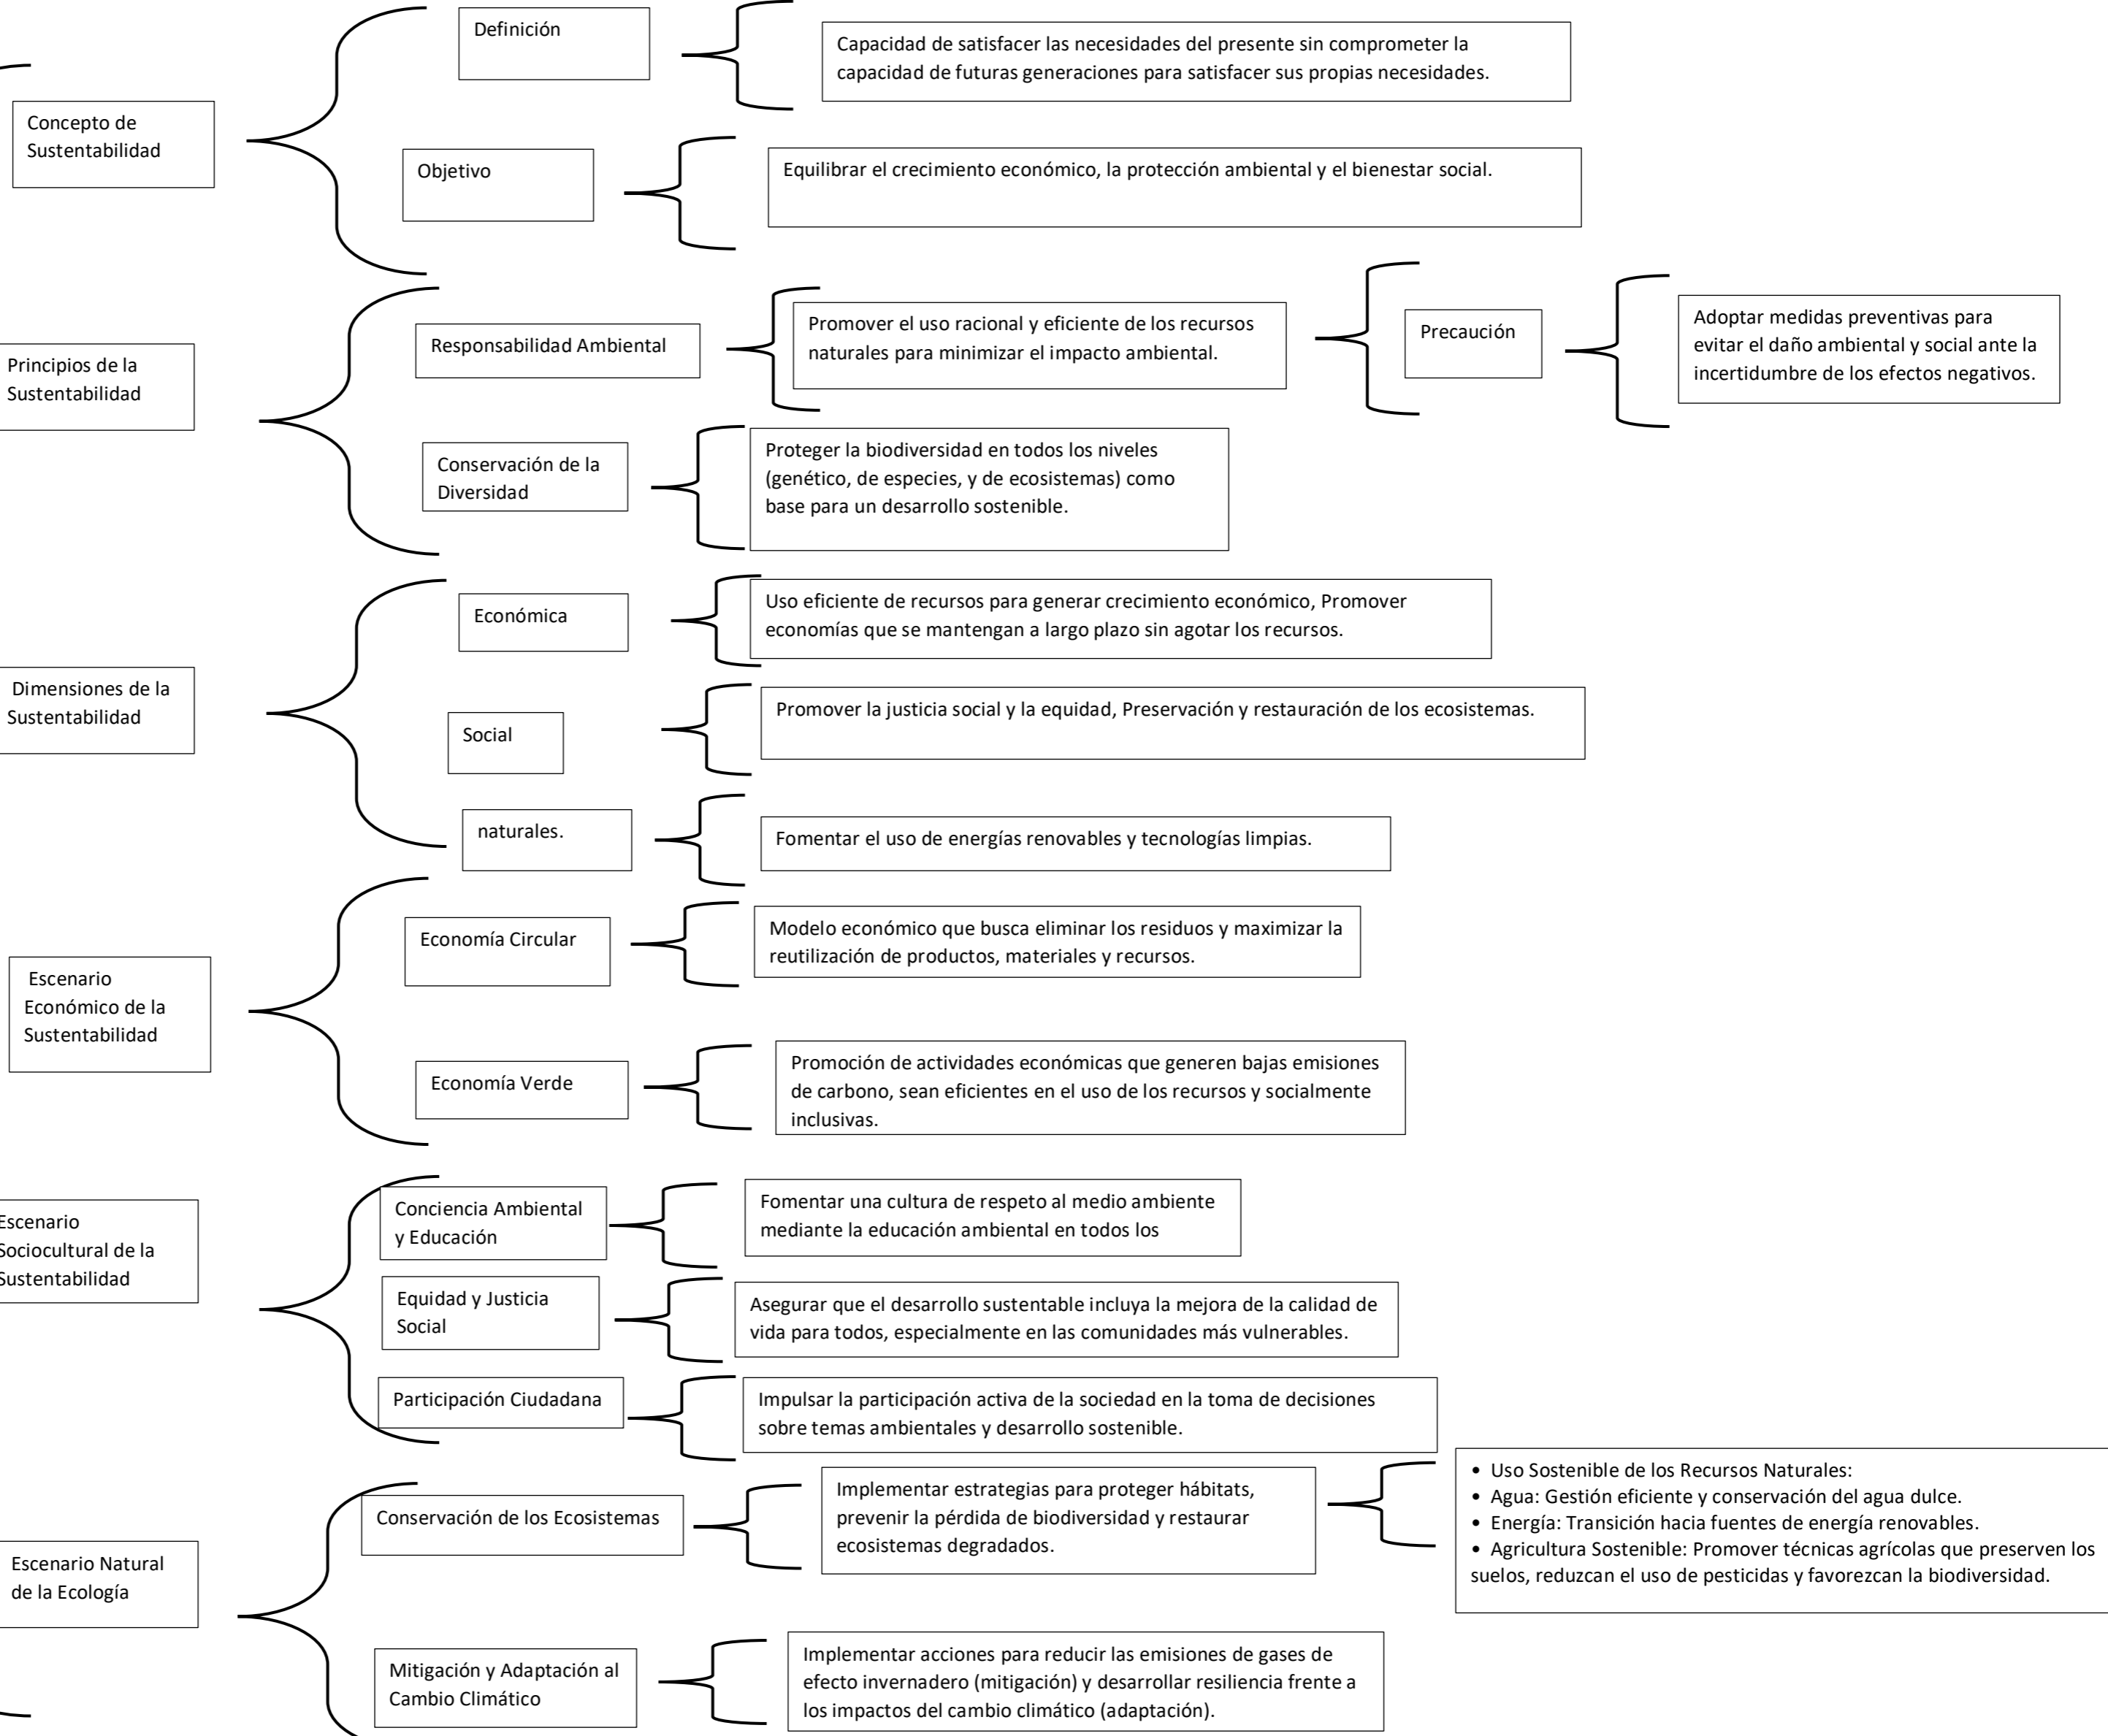 Concepto de
Sustentabilidad
Definición
Capacidad de satisfacer las necesidades del presente sin comprometer la
capacidad de futuras generaciones para satisfacer sus propias necesidades.
Objetivo
Equilibrar el crecimiento económico, la protección ambiental y el bienestar social.
Principios de la
Sustentabilidad
Responsabilidad Ambiental
Promover el uso racional y eficiente de los recursos
naturales para minimizar el impacto ambiental.
Precaución
Adoptar medidas preventivas para
evitar el daño ambiental y social ante la
incertidumbre de los efectos negativos.
Conservación de la
Diversidad
Proteger la biodiversidad en todos los niveles
(genético, de especies, y de ecosistemas) como
base para un desarrollo sostenible.
Dimensiones de la
Sustentabilidad
Económica
Uso eficiente de recursos para generar crecimiento económico, Promover
economías que se mantengan a largo plazo sin agotar los recursos.
Social
Promover la justicia social y la equidad, Preservación y restauración de los ecosistemas.
naturales.
Fomentar el uso de energías renovables y tecnologías limpias.
Escenario
Económico de la
Sustentabilidad
Economía Circular
Modelo económico que busca eliminar los residuos y maximizar la
reutilización de productos, materiales y recursos.
Economía Verde
Promoción de actividades económicas que generen bajas emisiones
de carbono, sean eficientes en el uso de los recursos y socialmente
inclusivas.
Escenario
Sociocultural de la
Sustentabilidad
Conciencia Ambiental
y Educación
Fomentar una cultura de respeto al medio ambiente
mediante la educación ambiental en todos los
Equidad y Justicia
Social
Asegurar que el desarrollo sustentable incluya la mejora de la calidad de
vida para todos, especialmente en las comunidades más vulnerables.
Participación Ciudadana
Impulsar la participación activa de la sociedad en la toma de decisiones
sobre temas ambientales y desarrollo sostenible.
Escenario Natural
de la Ecología
Conservación de los Ecosistemas
Implementar estrategias para proteger hábitats,
prevenir la pérdida de biodiversidad y restaurar
ecosistemas degradados.
• Uso Sostenible de los Recursos Naturales:
• Agua: Gestión eficiente y conservación del agua dulce.
• Energía: Transición hacia fuentes de energía renovables.
• Agricultura Sostenible: Promover técnicas agrícolas que preserven los
suelos, reduzcan el uso de pesticidas y favorezcan la biodiversidad.
Mitigación y Adaptación al
Cambio Climático
Implementar acciones para reducir las emisiones de gases de
efecto invernadero (mitigación) y desarrollar resiliencia frente a
los impactos del cambio climático (adaptación).